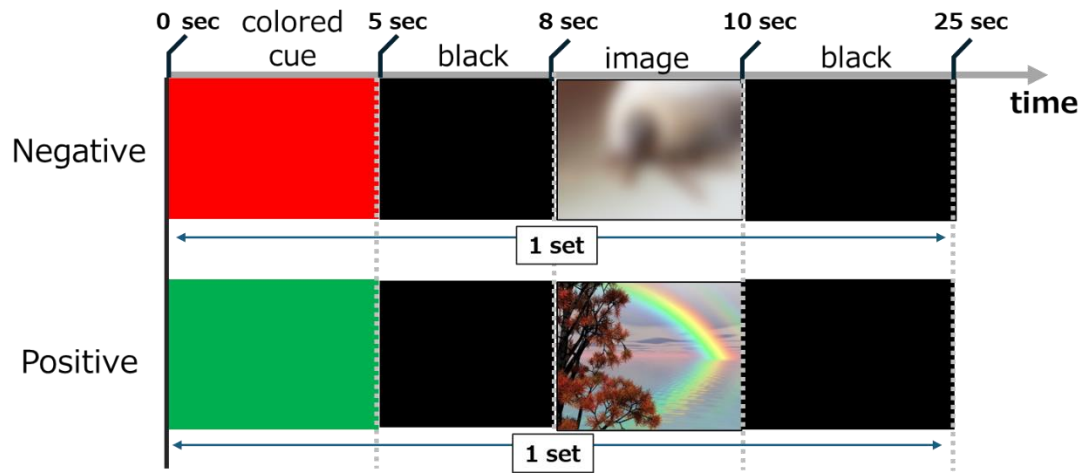 0 sec
colored
cue
5 sec
black
8 sec
image
10 sec
black
25 sec
time
Negative
1 set
Positive
1 set